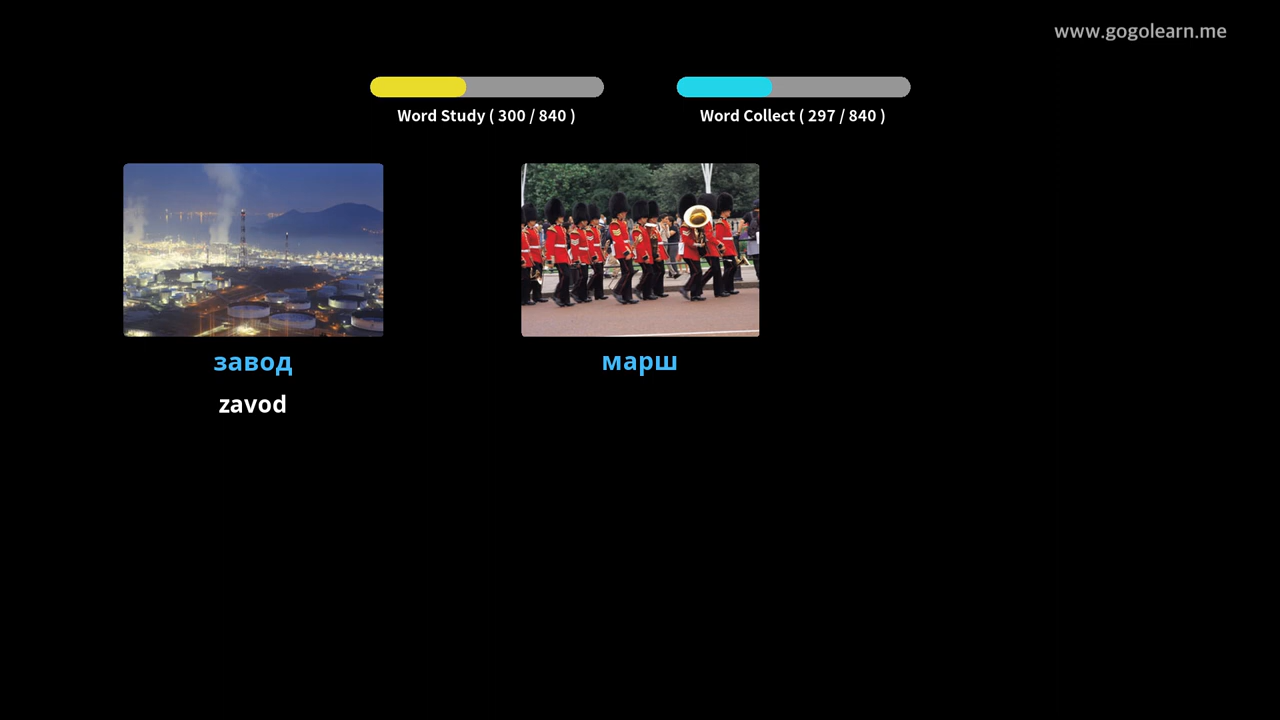 www.gogolearn.me
Word Study ( 300 / 840 )
Word Collect ( 297 / 840 )
завод
марш
zavod